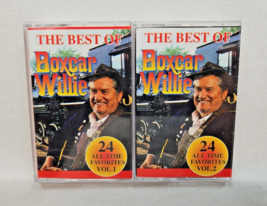 THE BEST OF
Boxcar
Willie
24
ALL TIME
FAVORITES
VOL.1
THE BEST OF
Boxcar
Willie
24
ALL TIME
FAVORITES
VOL.2